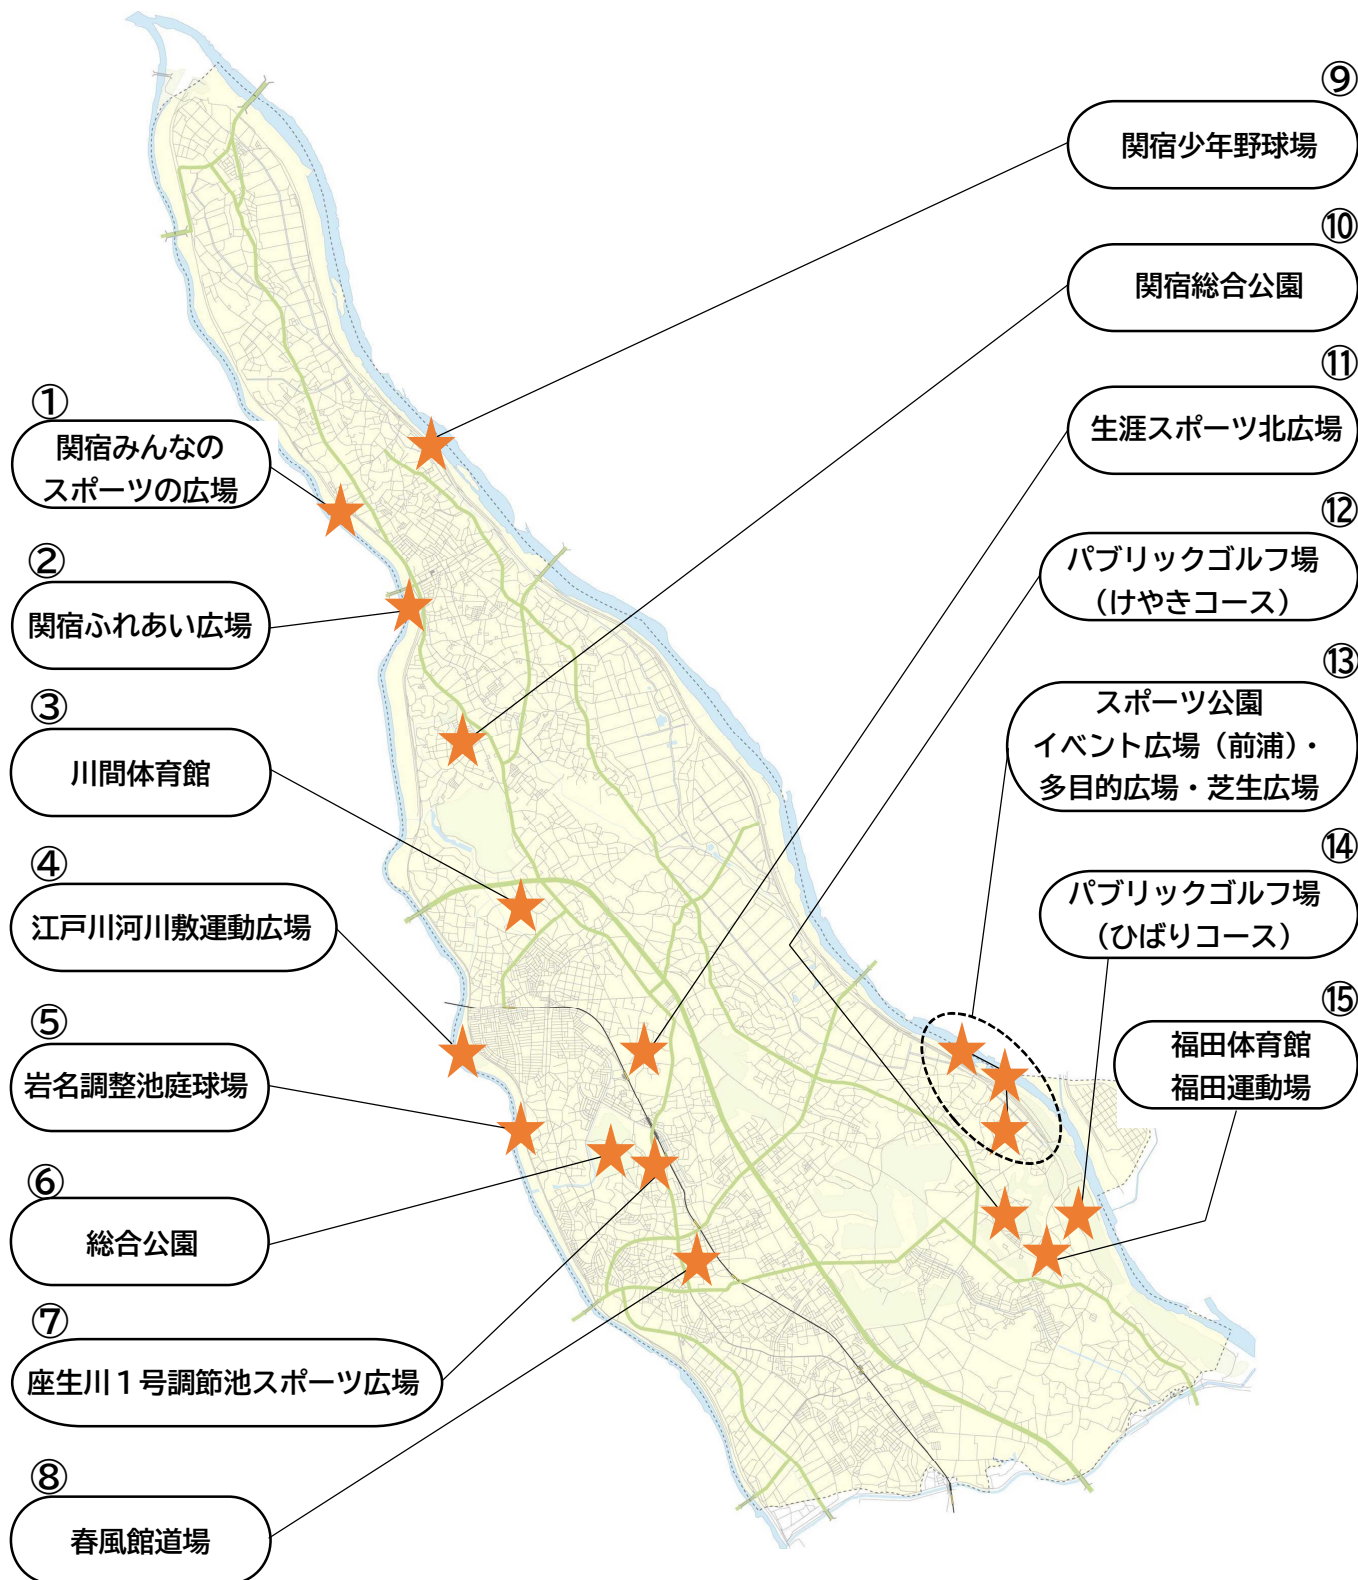 ①
関宿みんなの
スポーツの広場
②
関宿ふれあい広場
③
川間体育館
④
江戸川河川敷運動広場
⑤
岩名調整池庭球場
⑥
総合公園
⑦
座生川１号調節池スポーツ広場
⑧
春風館道場
⑨
関宿少年野球場
⑩
関宿総合公園
⑪
生涯スポーツ北広場
⑫
パブリックゴルフ場
（けやきコース）
⑬
スポーツ公園
イベント広場（前浦）・
多目的広場・芝生広場
⑭
パブリックゴルフ場
（ひばりコース）
⑮
福田体育館
福田運動場